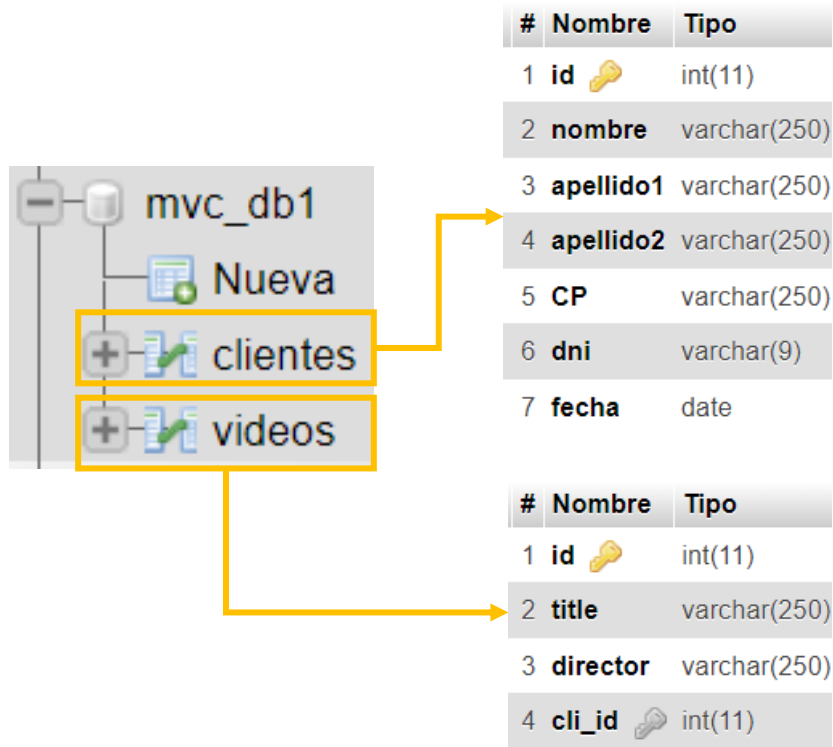 mvc_db1
Nueva
clientes
videos
# Nombre Tipo
1 id int(11)
2 nombre varchar(250)
3 apellido1 varchar(250)
4 apellido2 varchar(250)
5 CP varchar(250)
6 dni varchar(9)
7 fecha date
# Nombre Tipo
1 id int(11)
2 title varchar(250)
3 director varchar(250)
4 cli_id int(11)